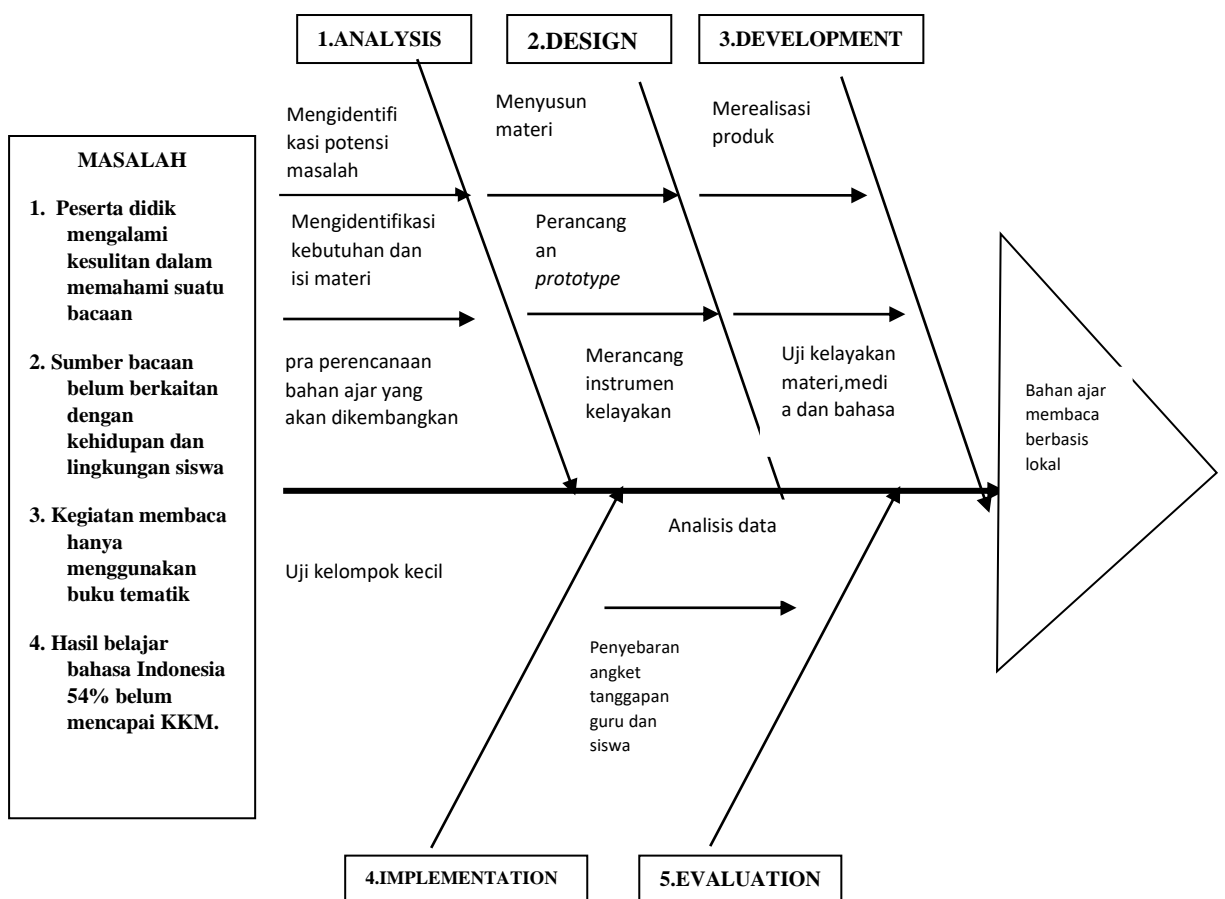 1.ANALYSIS
2.DESIGN
3.DEVELOPMENT
Mengidentifi
kasi potensi
masalah
Menyusun
materi
Merealisasi
produk
MASALAH
1. Peserta didik
mengalami
kesulitan dalam
memahami suatu
bacaan
2. Sumber bacaan
belum berkaitan
dengan
kehidupan dan
lingkungan siswa
3. Kegiatan membaca
hanya
menggunakan
buku tematik
4. Hasil belajar
bahasa Indonesia
54% belum
mencapai KKM.
Mengidentifikasi
kebutuhan dan
isi materi
Perancang
an
prototype
pra perencanaan
bahan ajar yang
akan dikembangkan
Merancang
instrumen
kelayakan
Uji kelayakan
materi,medi
a dan bahasa
Bahan ajar
membaca
berbasis
lokal
Uji kelompok kecil
Analisis data
Penyebaran
angket
tanggapan
guru dan
siswa
4.IMPLEMENTATION
5.EVALUATION